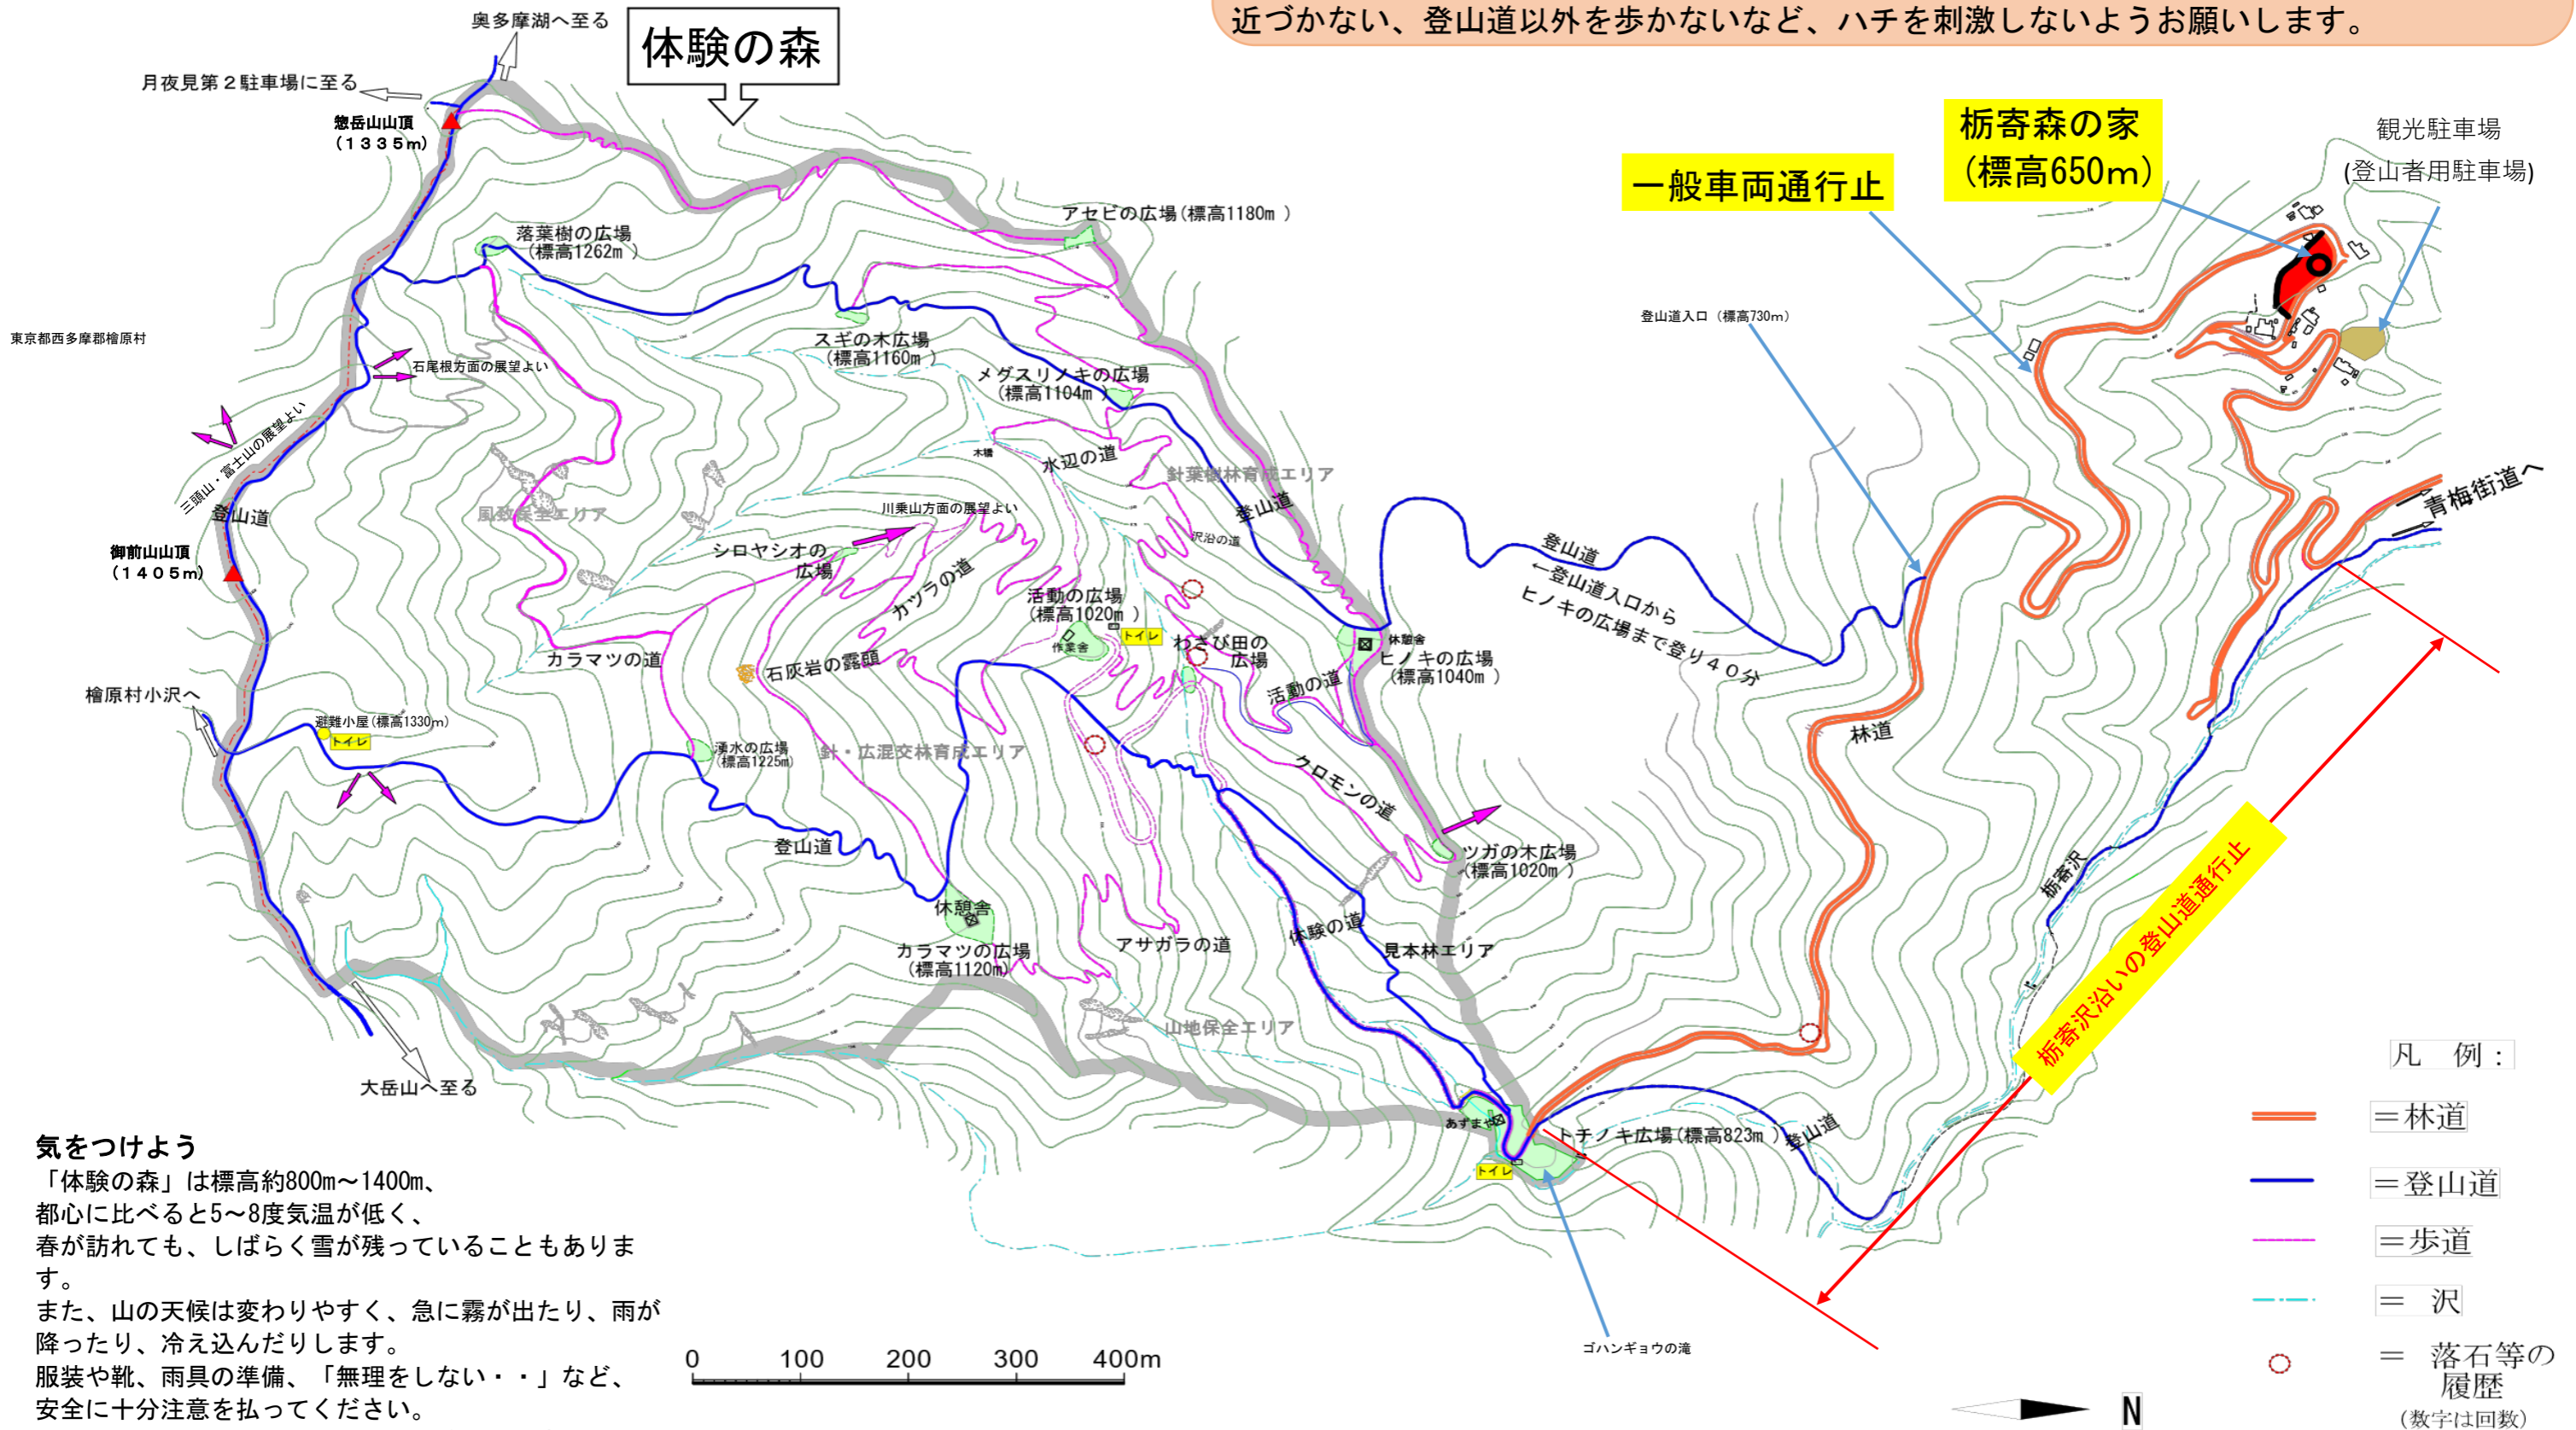 近づかない、登山道以外を歩かないなど、ハチを刺激しないようお願いします。
奥多摩湖へ至る
体験の森
月夜見第２駐車場に至る
惣岳山山頂
（１３３５m）
栃寄森の家
（標高650m）
観光駐車場
(登山者用駐車場)
一般車両通行止
アセビの広場(標高1180m )
落葉樹の広場
(標高1262m )
登山道入口（標高730m）
東京都西多摩郡檜原村
スギの木広場
(標高1160m )
石尾根方面の展望よい
メグスリノキの広場
(標高1104m )
三頭山・富士山の展望よい
木橋
水辺の道
針葉樹林育成エリア
登山道
青梅街道へ
登山道
風致保全エリア
川乗山方面の展望よい
沢沿の道
御前山山頂
（１４０５m）
シロヤシオの
広場
カツラの道
登山道
←登山道入口から
ヒノキの広場まで登り４０分
活動の広場
(標高1020m )
トイレ
作業舎
わさび田の
広場
休憩舎
ヒノキの広場
(標高1040m )
カラマツの道
石灰岩の露頭
活動の道
檜原村小沢へ
避難小屋(標高1330m)
トイレ
湧水の広場
(標高1225m)
針・広混交林育成エリア
林道
クロモンの道
登山道
ツガの木広場
(標高1020m )
栃寄沢
栃寄沢沿いの登山道通行止
休憩舎
カラマツの広場
(標高1120m)
アサガラの道
体験の道
見本林エリア
山地保全エリア
大岳山へ至る
あずまや
トチノキ広場(標高823m )
登山道
トイレ
ゴハンギョウの滝
気をつけよう
「体験の森」は標高約800m～1400m、
都心に比べると5～8度気温が低く、
春が訪れても、しばらく雪が残っていることもありま
す。
また、山の天候は変わりやすく、急に霧が出たり、雨が
降ったり、冷え込んだりします。
服装や靴、雨具の準備、「無理をしない・・」など、
安全に十分注意を払ってください。
0 100 200 300 400m
凡　例：
＝林道
＝登山道
＝歩道
＝ 沢
＝ 落石等の
履歴
(数字は回数)
N